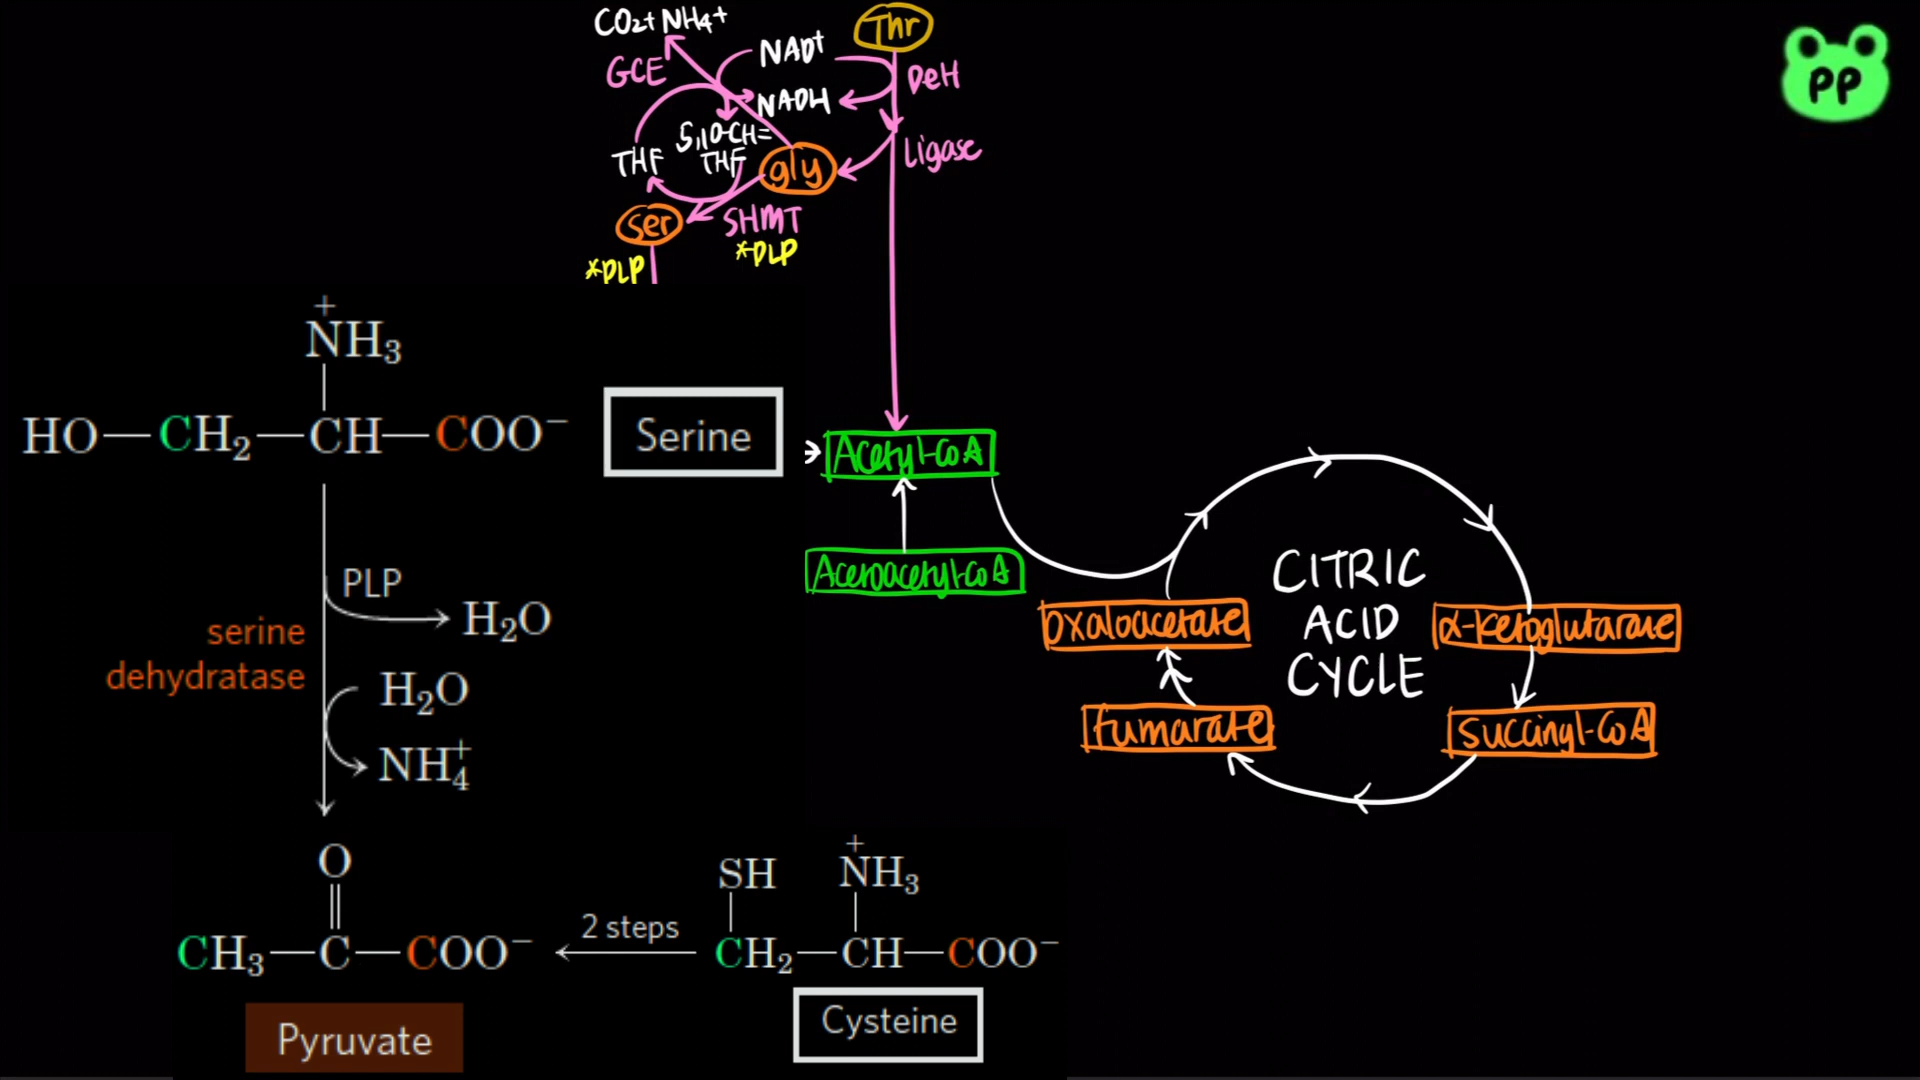 CO2+ NH4+
Thr
NAD+
GCE
DeH
NADH
5,10-CH=
THF
THF
Ligase
gly
Ser
SHMT
*PLP
*PLP
PP
+
NH3
HO—CH2—CH—COO−
Serine
PLP
H2O
serine
dehydratase
H2O
NH4+
O
CH3—C—COO−
Pyruvate
2 steps
SH
+
NH3
CH2—CH—COO−
Cysteine
Acetyl-CoA
Acetoacetyl-CoA
CITRIC
ACID
CYCLE
oxaloacetate
α-ketoglutarate
fumarate
succinyl-CoA